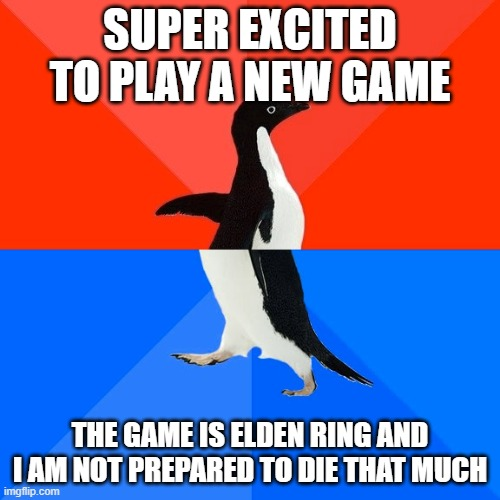 SUPER EXCITED
TO PLAY A NEW GAME
THE GAME IS ELDEN RING AND
I AM NOT PREPARED TO DIE THAT MUCH
imgflip.com